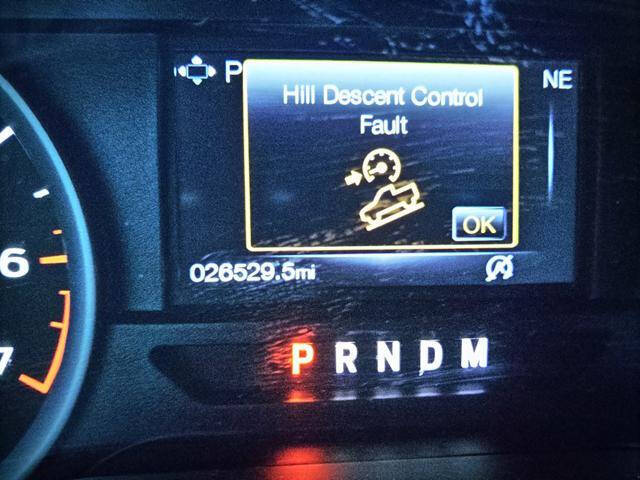 P
NE
Hill Descent Control
Fault
OK
026529.5mi
6
7
P R N D M